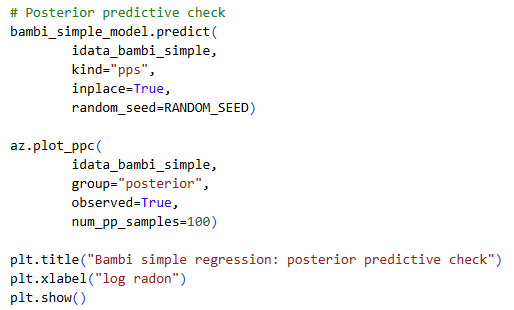 # Posterior predictive check
bambi_simple_model.predict(
        idata_bambi_simple,
        kind="pps",
        inplace=True,
        random_seed=RANDOM_SEED)

az.plot_ppc(
        idata_bambi_simple,
        group="posterior",
        observed=True,
        num_pp_samples=100)

plt.title("Bambi simple regression: posterior predictive check")
plt.xlabel("log radon")
plt.show()